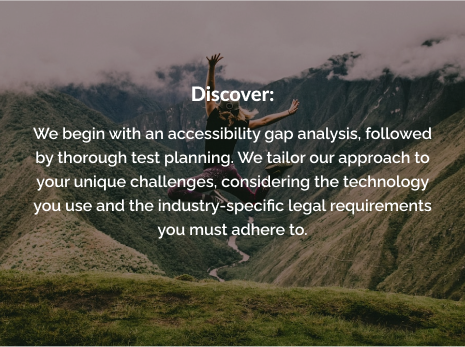 Discover:
We begin with an accessibility gap analysis, followed
by thorough test planning. We tailor our approach to
your unique challenges, considering the technology
you use and the industry-specific legal requirements
you must adhere to.